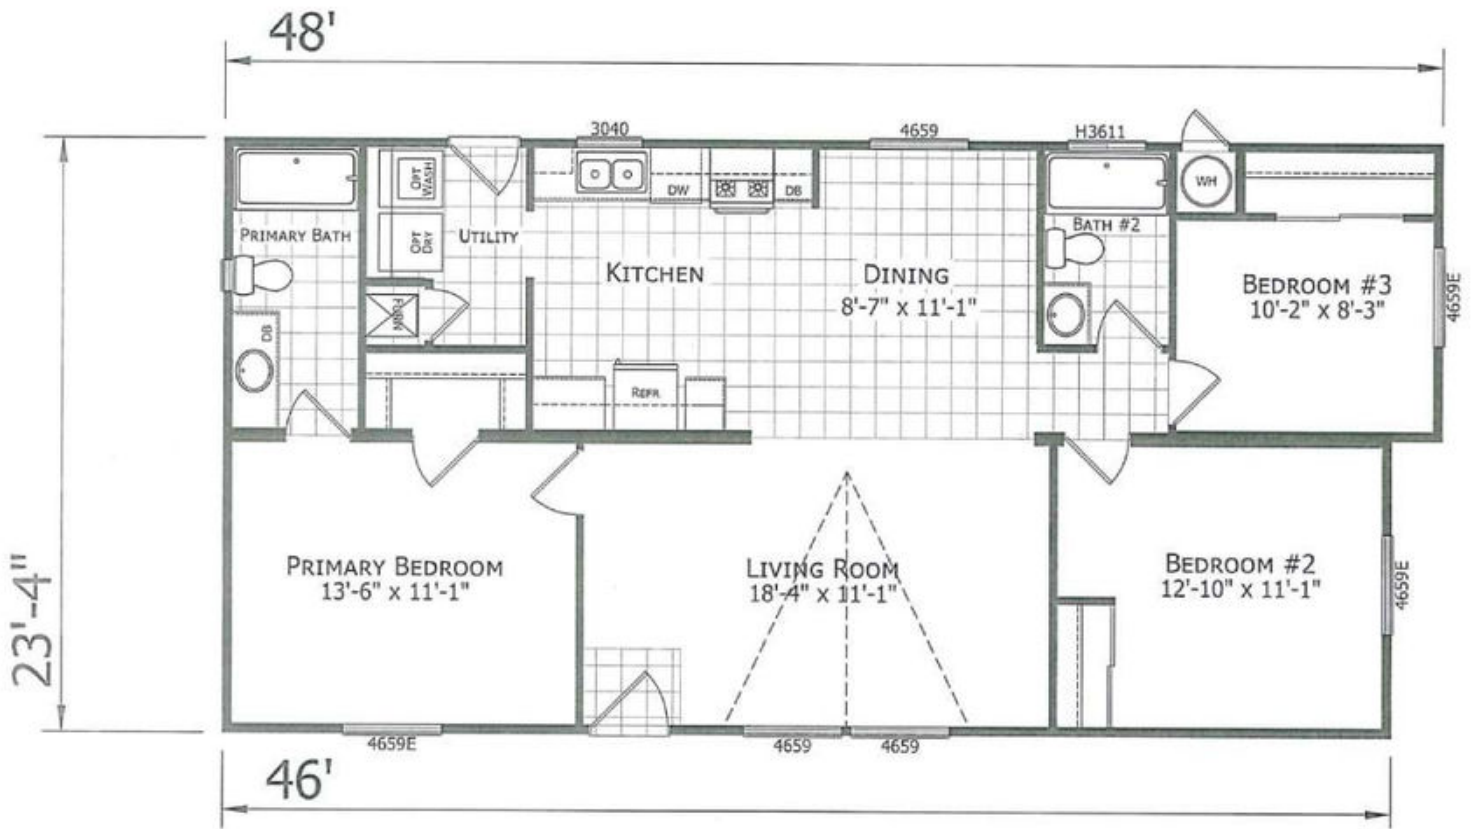 48'
3040
4659
H3611
OPT
WASH
DW
DB
WH
PRIMARY BATH
OPT
DRY
UTILITY
BATH #2
KITCHEN
DINING
8'-7" x 11'-1"
BEDROOM #3
10'-2" x 8'-3"
4659E
FURN
DB
REFR
23'-4"
PRIMARY BEDROOM
13'-6" x 11'-1"
LIVING ROOM
18'-4" x 11'-1"
BEDROOM #2
12'-10" x 11'-1"
4659E
4659E
4659
4659
46'